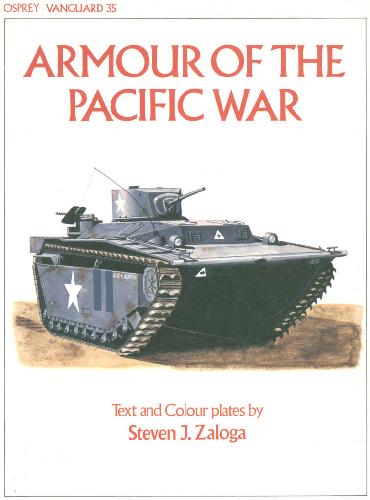 OSPREY VANGUARD 35
ARMOUR OF THE
PACIFIC WAR
Text and Colour plates by
Steven J. Zaloga